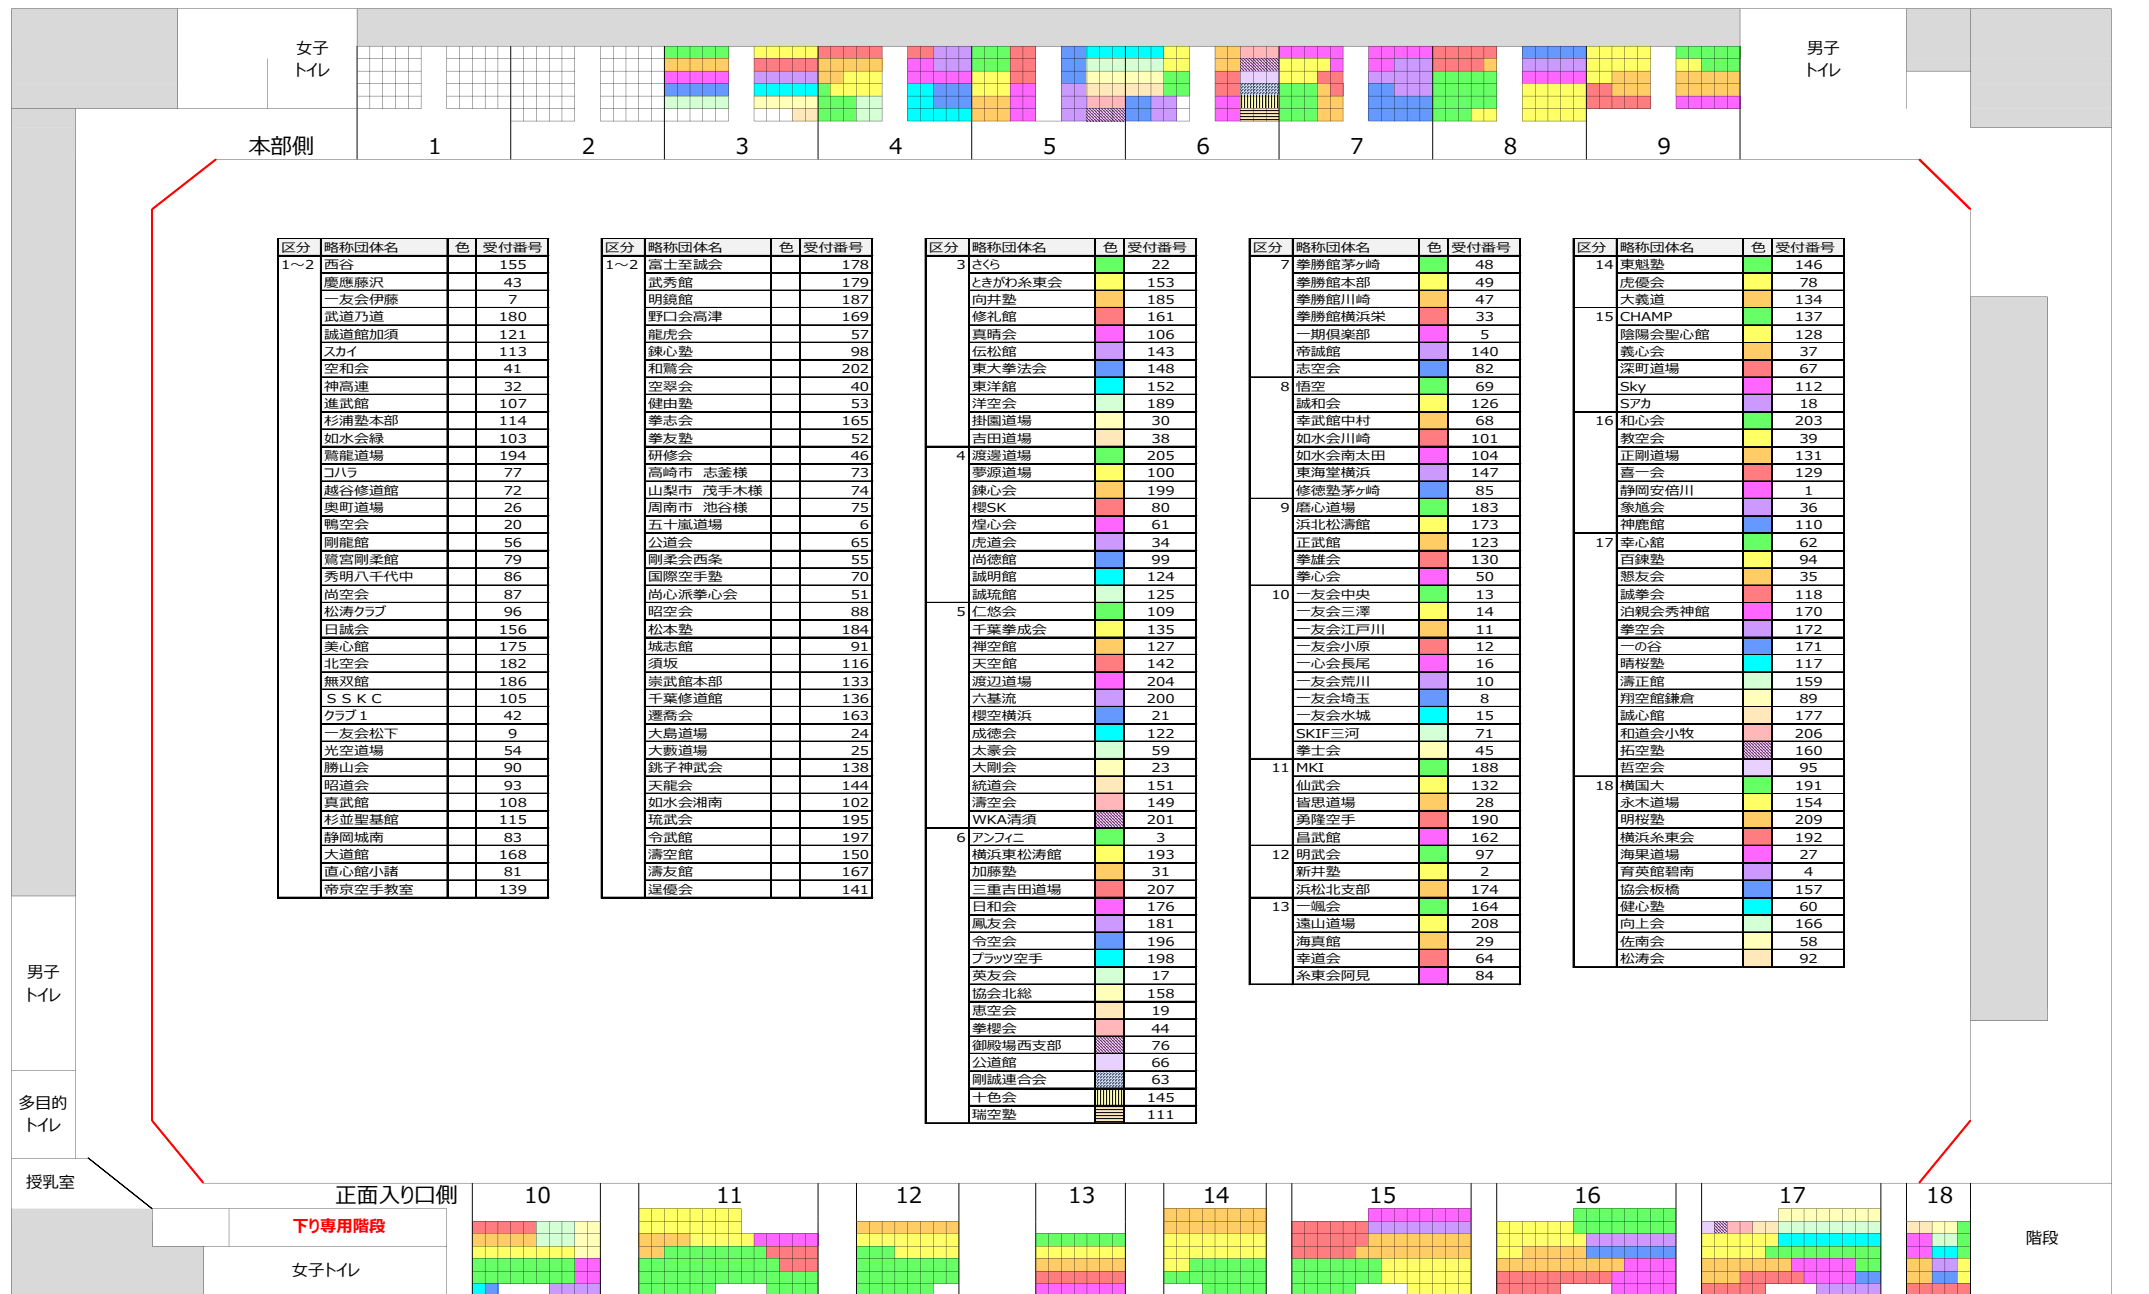 女子
トイレ
男子
トイレ
本部側
1
2
3
4
5
6
7
8
9
区分 略称団体名 色 受付番号
1～2 西谷 155
慶應藤沢 43
一友会伊藤 7
武道乃道 180
誠道館加須 121
スカイ 113
空和会 41
神高連 32
進武館 107
杉浦塾本部 114
如水会緑 103
鷲龍道場 194
コハラ 77
越谷修道館 72
奥町道場 26
鴨空会 20
剛龍館 56
鷺宮剛柔館 79
秀明八千代中 86
尚空会 87
松涛クラブ 96
日誠会 156
美心館 175
北空会 182
無双館 186
ＳＳＫＣ 105
クラブ１ 42
一友会松下 9
光空道場 54
勝山会 90
昭道会 93
真武館 108
杉並聖基館 115
静岡城南 83
大道館 168
直心館小諸 81
帝京空手教室 139
区分 略称団体名 色 受付番号
1～2 富士至誠会 178
武秀館 179
明鏡館 187
野口会高津 169
龍虎会 57
錬心塾 98
和鷲会 202
空翠会 40
健由塾 53
拳志会 165
拳友塾 52
研修会 46
高崎市　志釜様 73
山梨市　茂手木様 74
周南市　池谷様 75
五十嵐道場 6
公道会 65
剛柔会西条 55
国際空手塾 70
尚心派拳心会 51
昭空会 88
松本塾 184
城志館 91
須坂 116
崇武館本部 133
千葉修道館 136
遷喬会 163
大島道場 24
大藪道場 25
銚子神武会 138
天龍会 144
如水会湘南 102
琉武会 195
令武館 197
濤空館 150
濤友館 167
逞優会 141
区分 略称団体名 色 受付番号
3 さくら 22
ときがわ糸東会 153
向井塾 185
修礼館 161
真晴会 106
伝松館 143
東大拳法会 148
東洋舘 152
洋空会 189
掛園道場 30
吉田道場 38
4 渡邊道場 205
夢源道場 100
錬心会 199
櫻SK 80
煌心会 61
虎道会 34
尚徳館 99
誠明館 124
誠琉館 125
5 仁悠会 109
千葉拳成会 135
禅空館 127
天空館 142
渡辺道場 204
六基流 200
櫻空横浜 21
成徳会 122
太豪会 59
大剛会 23
統道会 151
濤空会 149
WKA清須 201
6 アンフィニ 3
横浜東松涛館 193
加藤塾 31
三重吉田道場 207
日和会 176
鳳友会 181
令空会 196
プラッツ空手 198
英友会 17
協会北総 158
恵空会 19
拳櫻会 44
御殿場西支部 76
公道館 66
剛誠連合会 63
十色会 145
瑞空塾 111
区分 略称団体名 色 受付番号
7 拳勝館茅ヶ崎 48
拳勝館本部 49
拳勝館川崎 47
拳勝館横浜栄 33
一期倶楽部 5
帝誠館 140
志空会 82
8 悟空 69
誠和会 126
幸武館中村 68
如水会川崎 101
如水会南太田 104
東海堂横浜 147
修徳塾茅ヶ崎 85
9 磨心道場 183
浜北松濤館 173
正武館 123
拳雄会 130
拳心会 50
10 一友会中央 13
一友会三澤 14
一友会江戸川 11
一友会小原 12
一心会長尾 16
一友会荒川 10
一友会埼玉 8
一友会水城 15
SKIF三河 71
拳士会 45
11 MKI 188
仙武会 132
皆思道場 28
勇隆空手 190
昌武館 162
12 明武会 97
新井塾 2
浜松北支部 174
13 一颯会 164
遠山道場 208
海真館 29
幸道会 64
糸東会阿見 84
区分 略称団体名 色 受付番号
14 東魁塾 146
虎優会 78
大義道 134
15 CHAMP 137
陰陽会聖心館 128
義心会 37
深町道場 67
Sky 112
Sアカ 18
16 和心会 203
教空会 39
正剛道場 131
喜一会 129
静岡安倍川 1
象旭会 36
神鹿館 110
17 幸心舘 62
百錬塾 94
懇友会 35
誠拳会 118
泊親会秀神館 170
拳空会 172
一の谷 171
晴桜塾 117
濤正館 159
翔空館鎌倉 89
誠心館 177
和道会小牧 206
拓空塾 160
哲空会 95
18 横国大 191
永木道場 154
明桜塾 209
横浜糸東会 192
海果道場 27
育英館碧南 4
協会板橋 157
健心塾 60
向上会 166
佐南会 58
松涛会 92
男子
トイレ
多目的
トイレ
授乳室
正面入り口側
10
11
12
13
14
15
16
17
18
下り専用階段
女子トイレ
階段